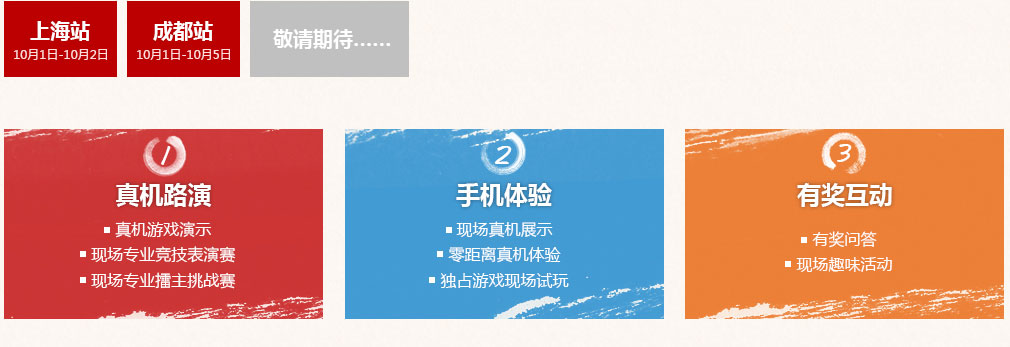 上海站
10月1日-10月2日
成都站
10月1日-10月5日
敬请期待……
1
真机路演
真机游戏演示
现场专业竞技表演赛
现场专业擂主挑战赛
2
手机体验
现场真机展示
零距离真机体验
独占游戏现场试玩
3
有奖互动
有奖问答
现场趣味活动